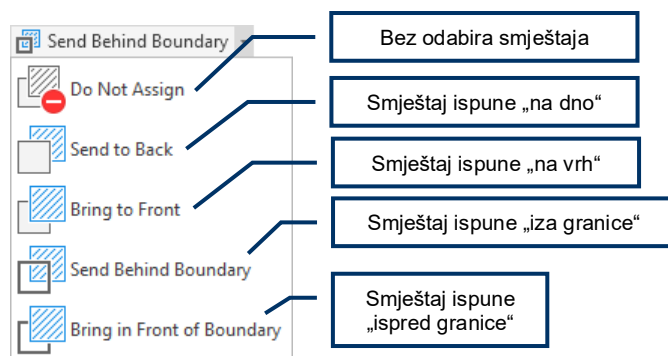 Send Behind Boundary
Bez odabira smještaja
Do Not Assign
Smještaj ispune „na dno“
Send to Back
Smještaj ispune „na vrh“
Bring to Front
Smještaj ispune „iza granice“
Send Behind Boundary
Smještaj ispune
„ispred granice“
Bring in Front of Boundary